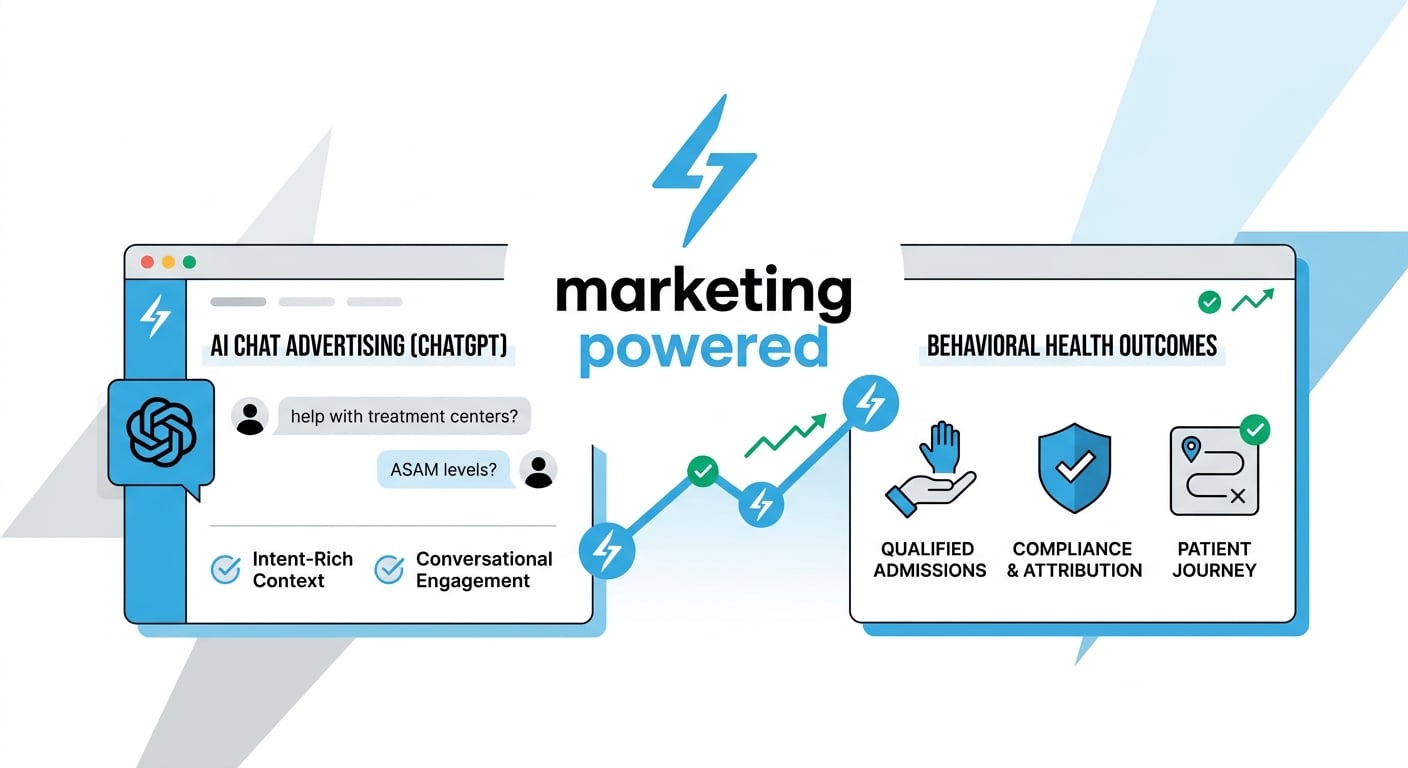 marketing
powered
AI CHAT ADVERTISING (CHATGPT)
help with treatment centers?
ASAM levels?
Intent-Rich
Context
Conversational
Engagement
BEHAVIORAL HEALTH OUTCOMES
QUALIFIED
ADMISSIONS
COMPLIANCE
& ATTRIBUTION
PATIENT
JOURNEY